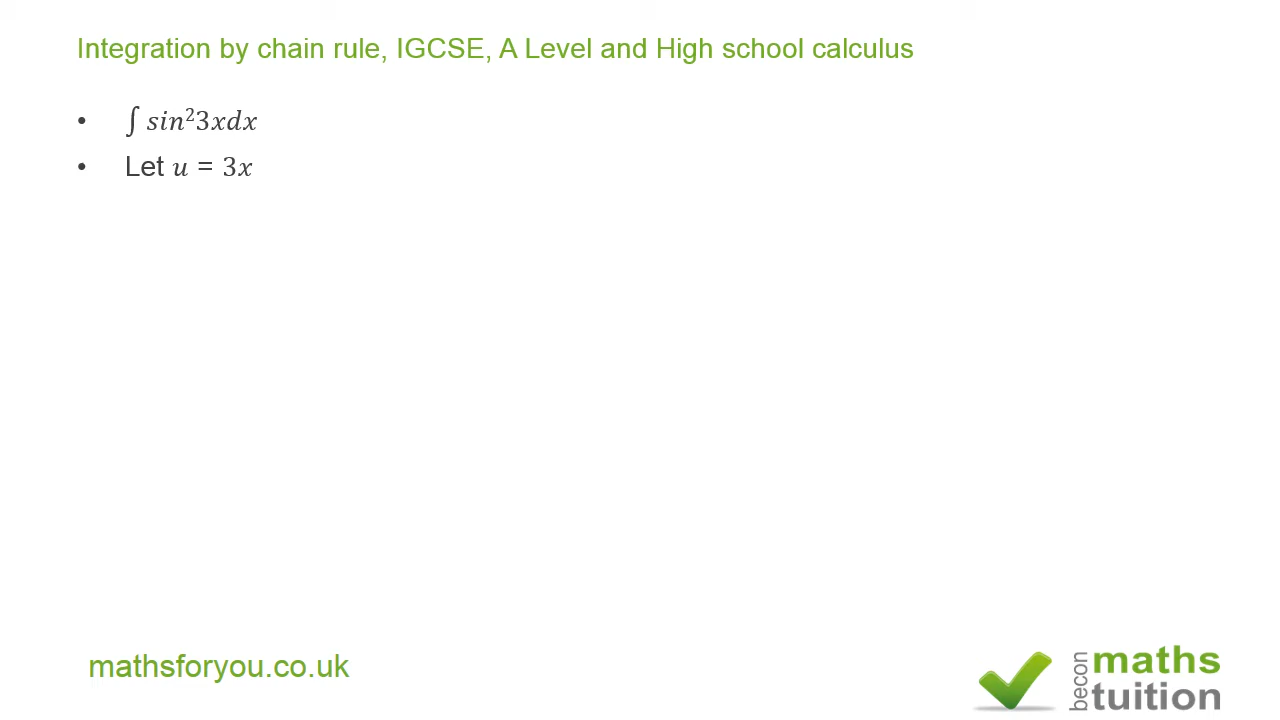 Integration by chain rule, IGCSE, A Level and High school calculus
• ∫ sin²3xdx
• Let u = 3x
mathsforyou.co.uk
becon
maths
tuition